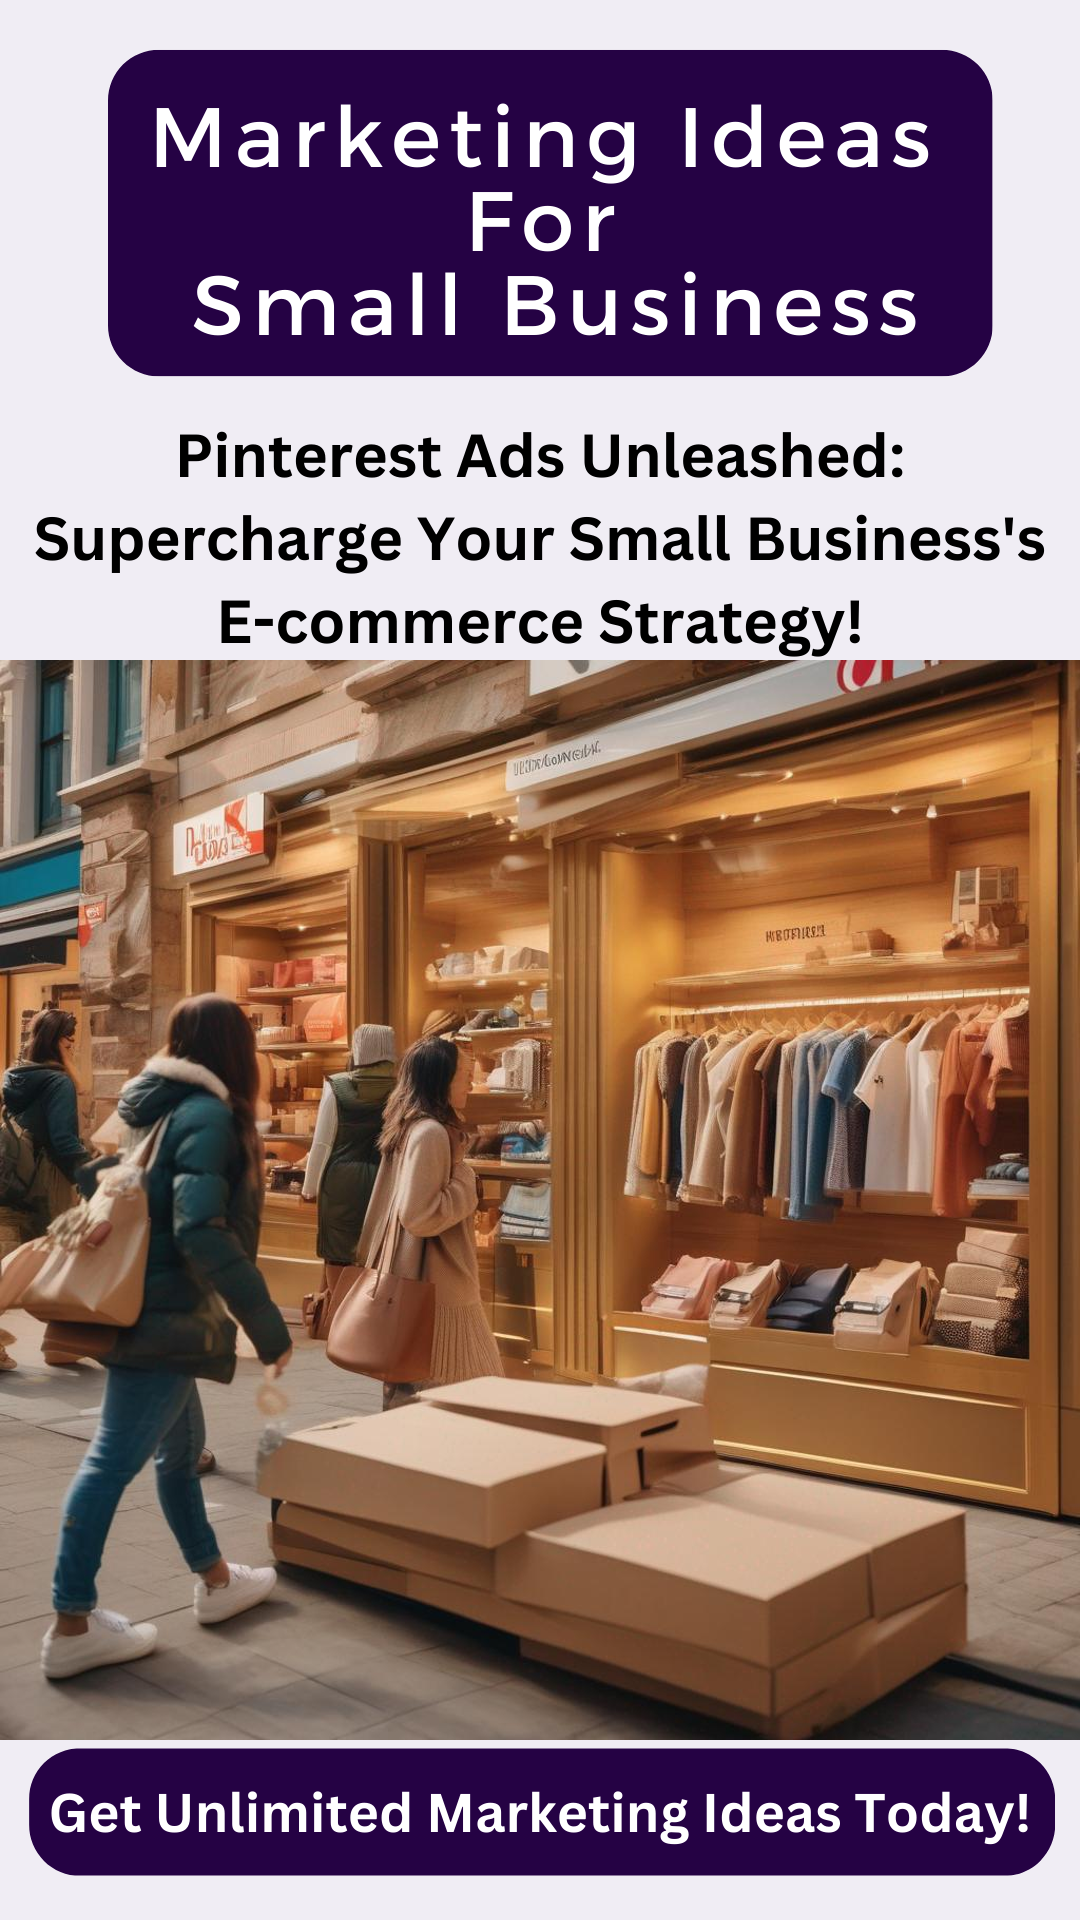 Marketing Ideas
For
Small Business
Pinterest Ads Unleashed:
Supercharge Your Small Business's
E-commerce Strategy!
Get Unlimited Marketing Ideas Today!